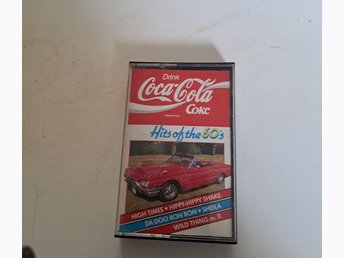 Drink
Coca-Cola
Coke
Hits of the 60's
HIGH TIMES • HIPPY-HIPPY SHAKE
DA DOO RON RON • SHEILA
WILD THING m. fl.